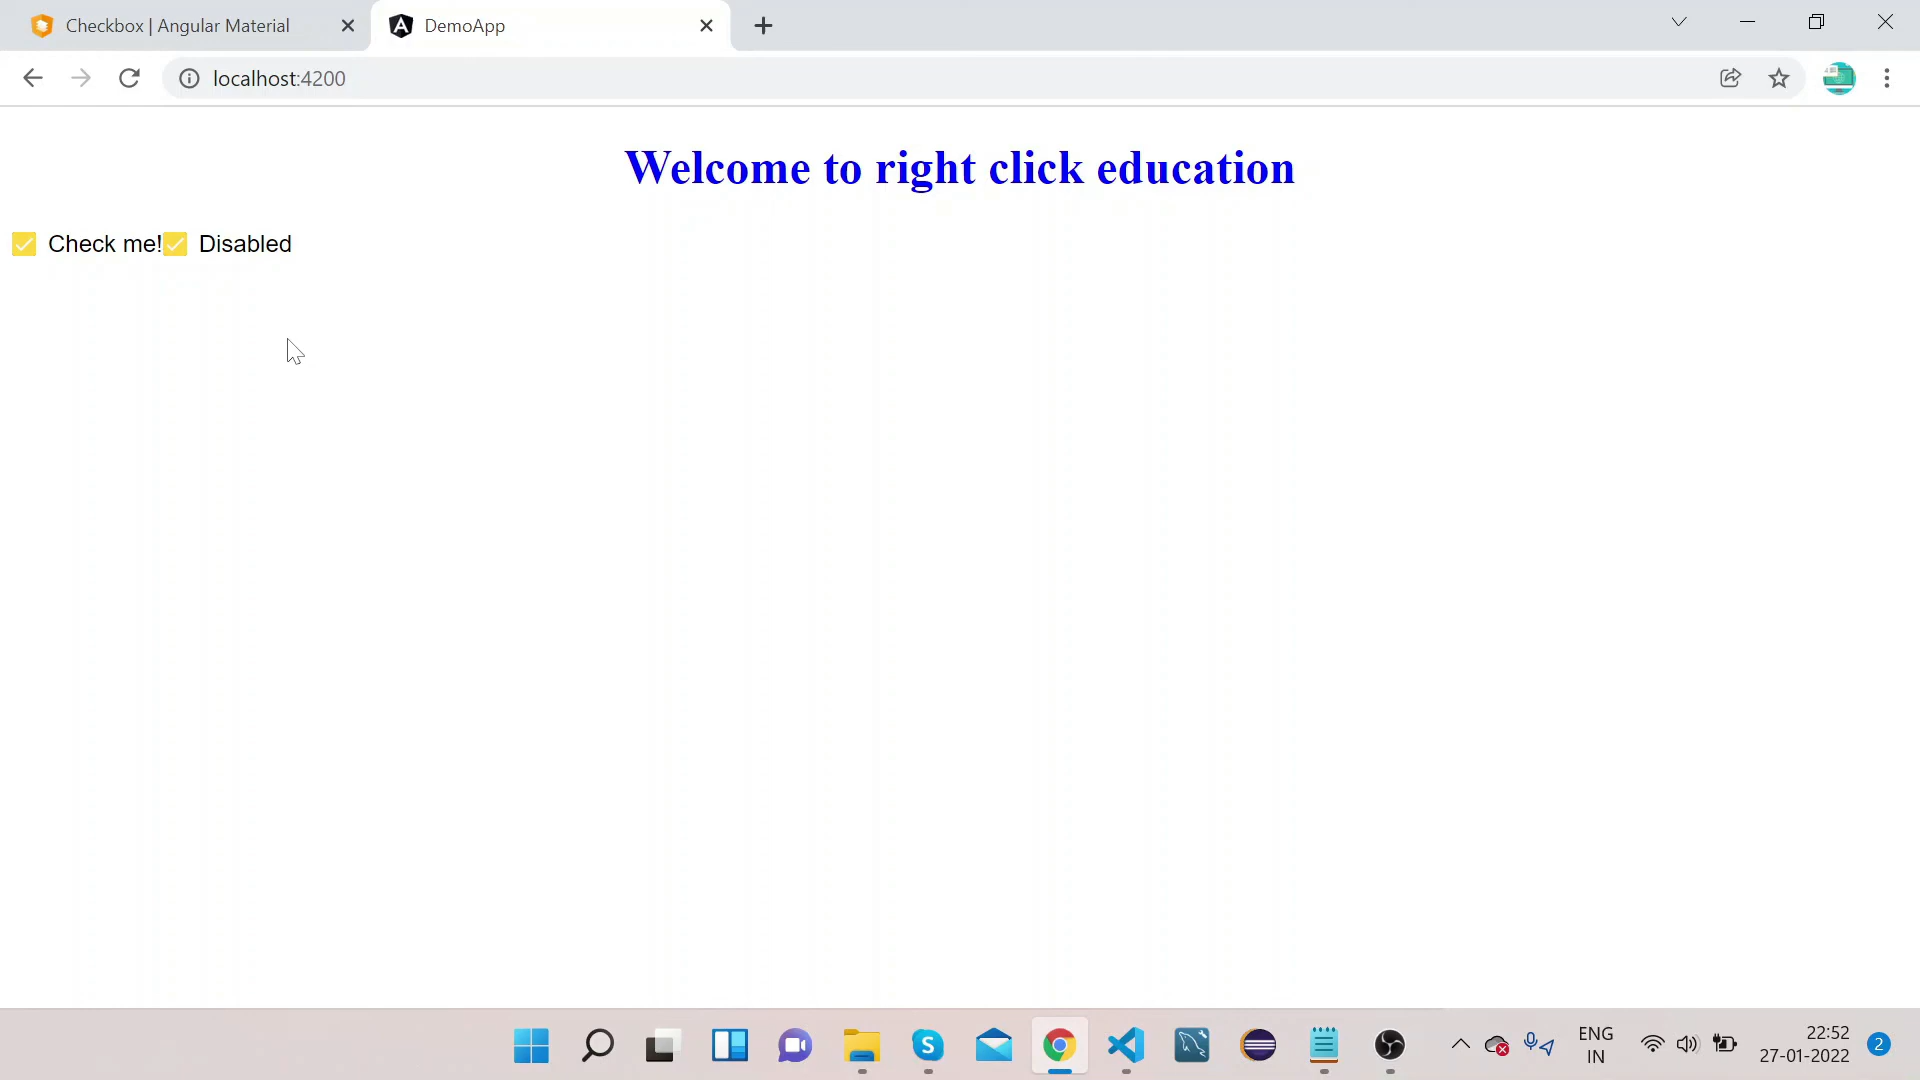 Checkbox | Angular Material
DemoApp
localhost:4200
Welcome to right click education
Check me! Disabled
ENG
IN
22:52
27-01-2022
2